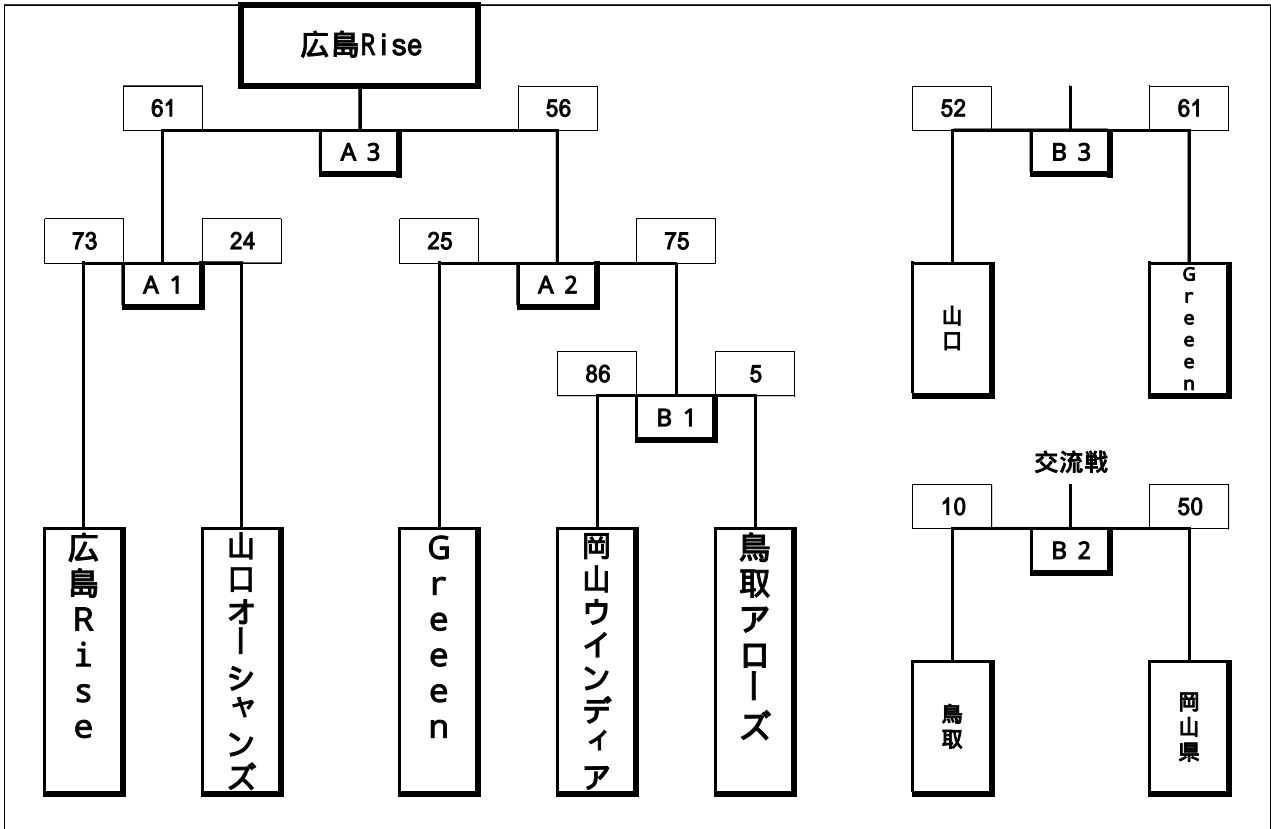 広島Rise
61
56
52
61
A3
B3
73
24
25
75
A1
A2
山口
Greeen
86
5
B1
交流戦
10
50
B2
広島Rise
山口オーシャンズ
Greeen
岡山ウインディア
鳥取アローズ
鳥取
岡山県